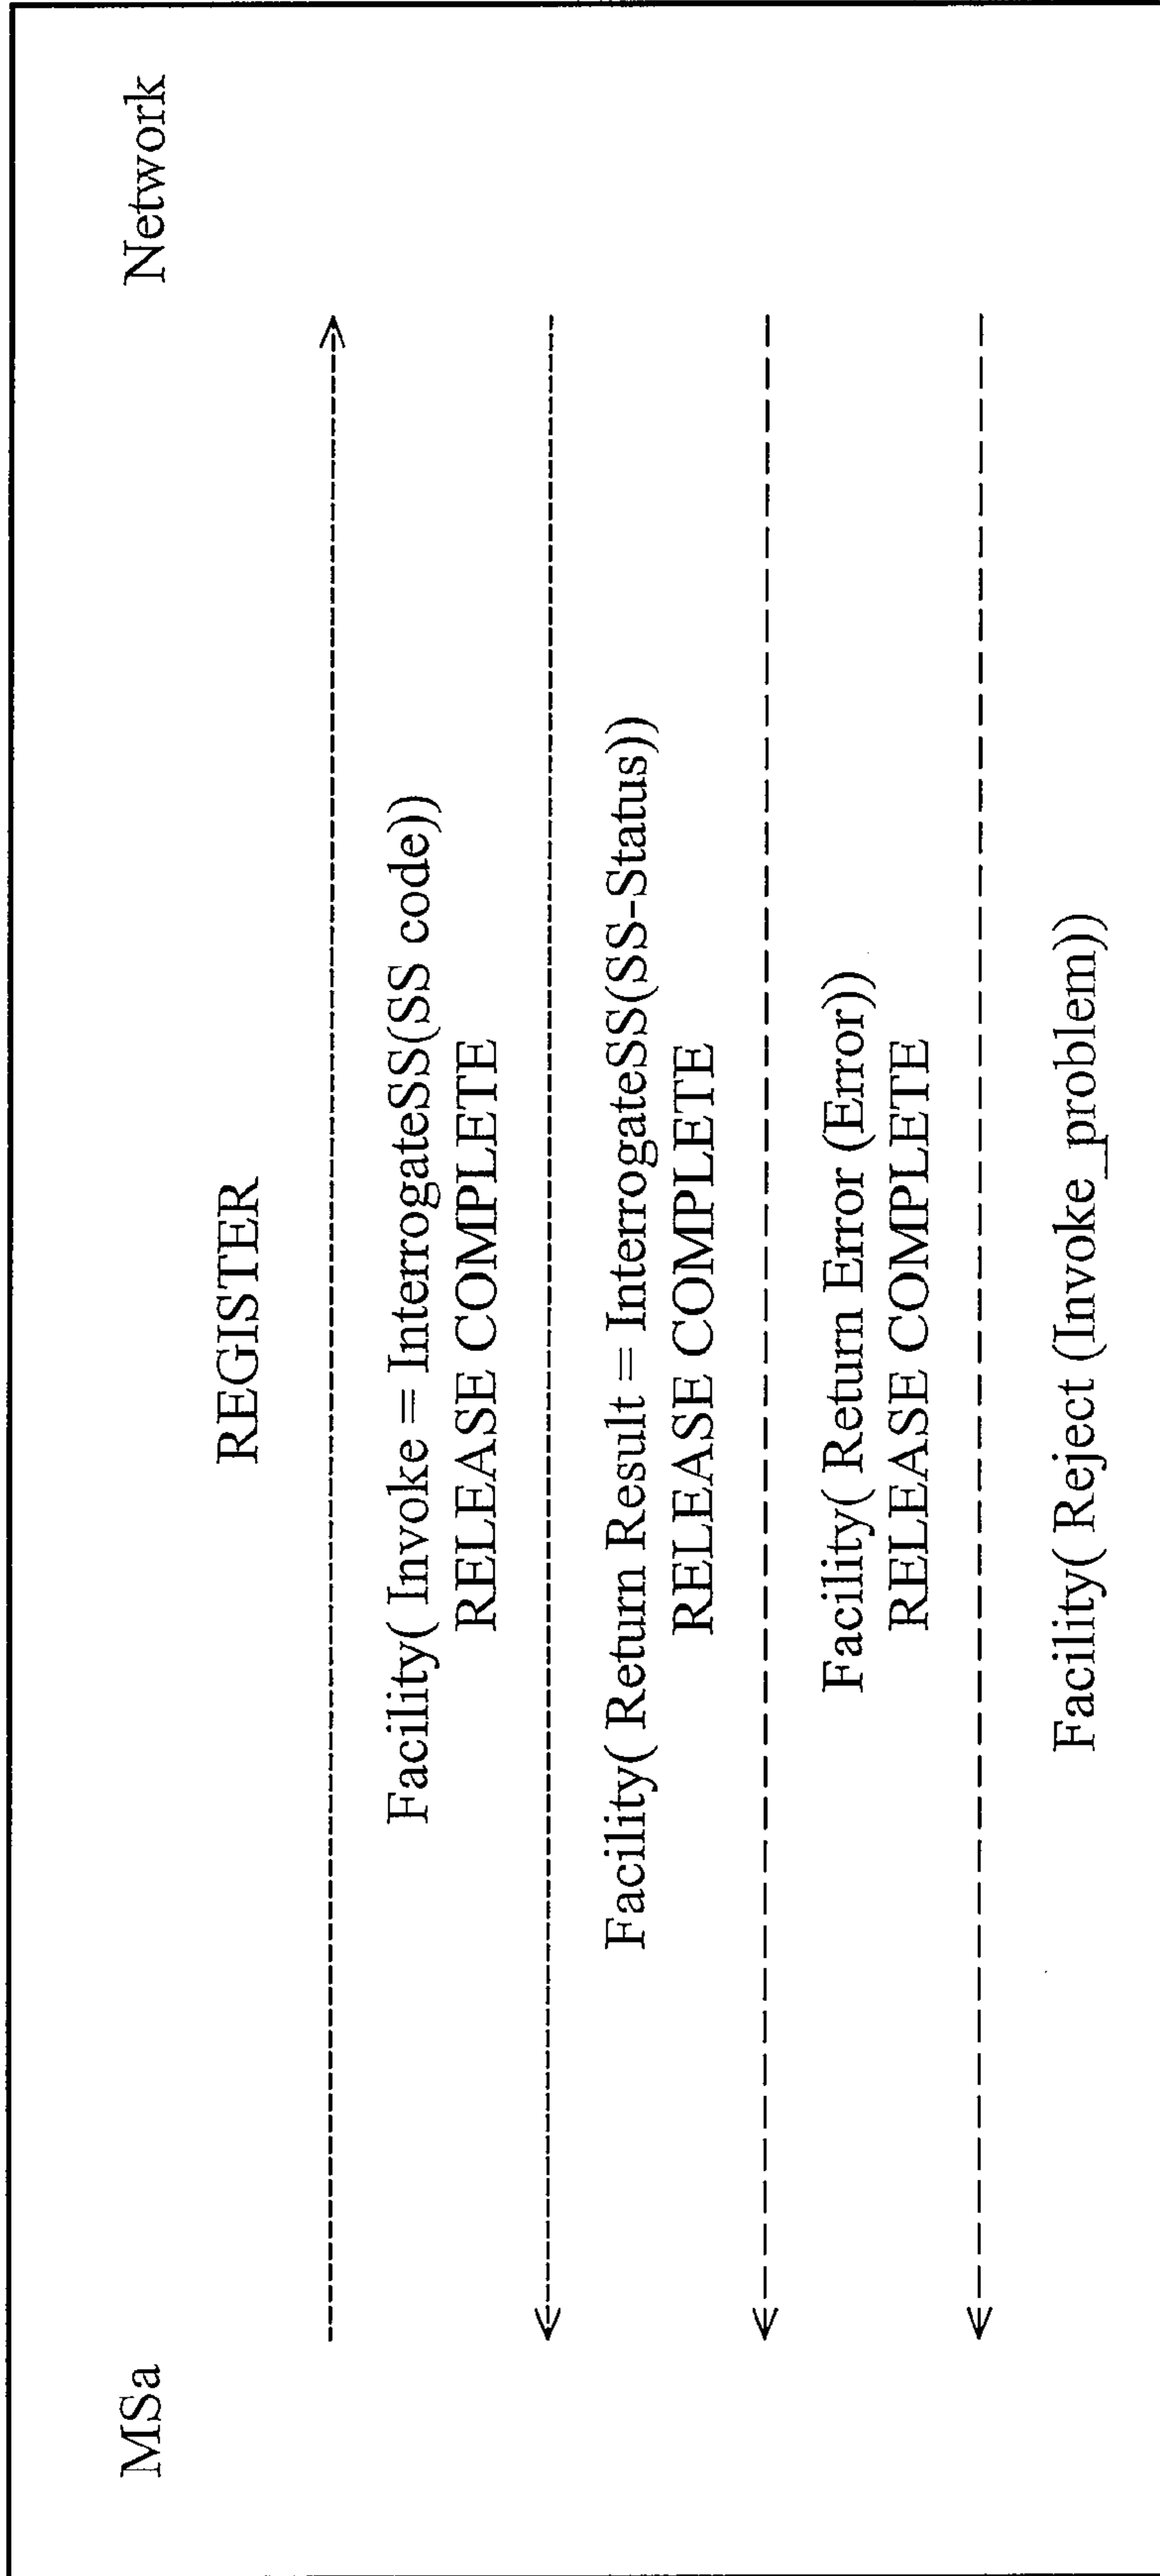 MSa Network
REGISTER
Facility( Invoke = InterrogateSS(SS code))
RELEASE COMPLETE
Facility( Return Result = InterrogateSS(SS-Status))
RELEASE COMPLETE
Facility( Return Error (Error))
RELEASE COMPLETE
Facility( Reject (Invoke_problem))